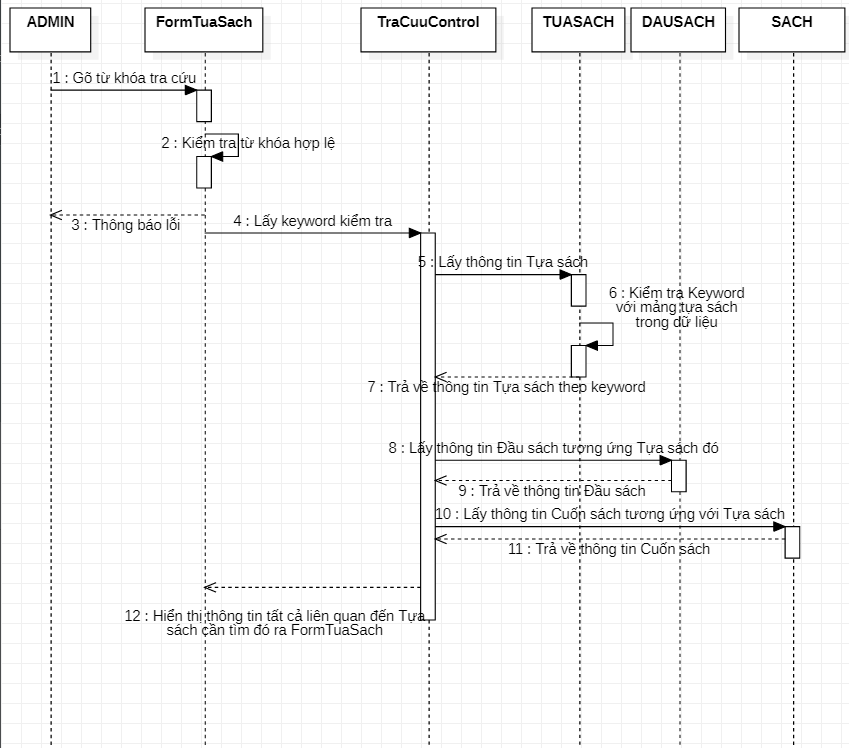 ADMIN
FormTuaSach
TraCuuControl
TUASACH
DAUSACH
SACH
1 : Gõ từ khóa tra cứu
2 : Kiểm tra từ khóa hợp lệ
3 : Thông báo lỗi
4 : Lấy keyword kiểm tra
5 : Lấy thông tin Tựa sách
6 : Kiểm tra Keyword
với mảng tựa sách
trong dữ liệu
7 : Trả về thông tin Tựa sách theo keyword
8 : Lấy thông tin Đầu sách tương ứng Tựa sách đó
9 : Trả về thông tin Đầu sách
10 : Lấy thông tin Cuốn sách tương ứng với Tựa sách
11 : Trả về thông tin Cuốn sách
12 : Hiển thị thông tin tất cả liên quan đến Tựa
sách cần tìm đó ra FormTuaSach